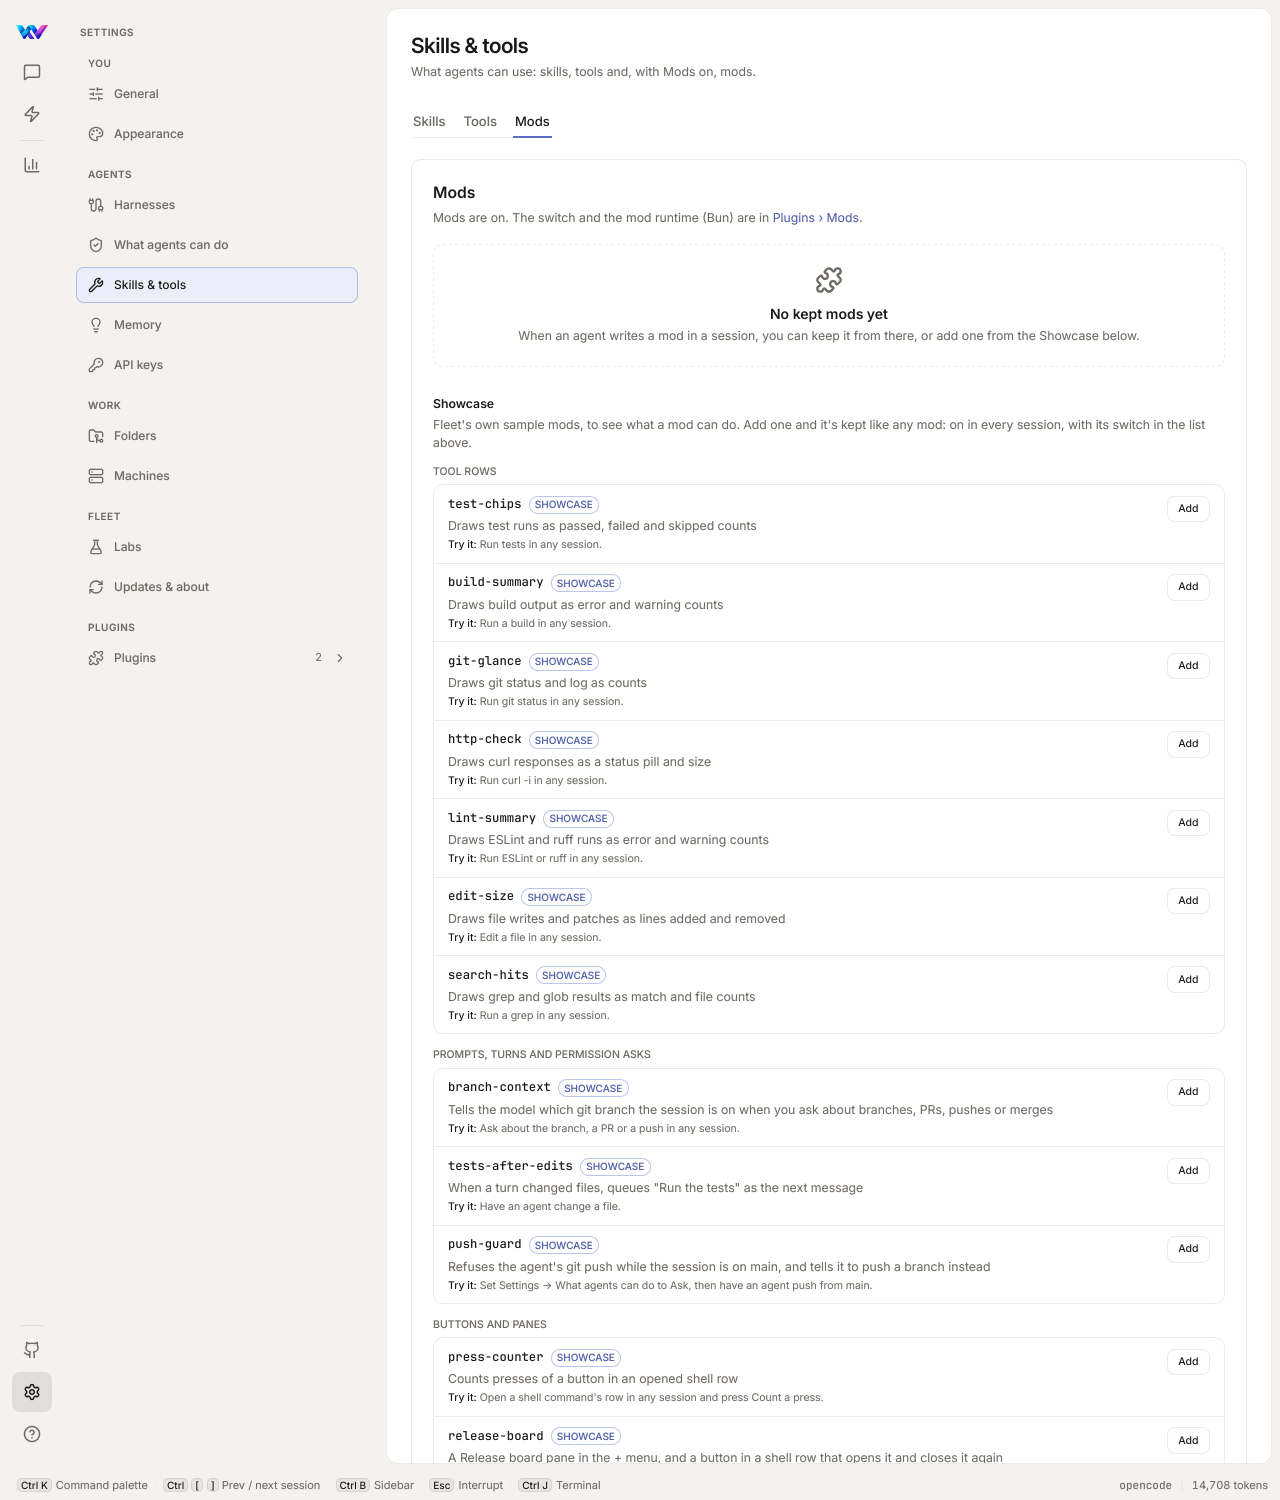 SETTINGS
YOU
General
Appearance
AGENTS
Harnesses
What agents can do
Skills & tools
Memory
API keys
WORK
Folders
Machines
FLEET
Labs
Updates & about
PLUGINS
Plugins 2
Skills & tools
What agents can use: skills, tools and, with Mods on, mods.
Skills Tools Mods
Mods
Mods are on. The switch and the mod runtime (Bun) are in Plugins › Mods.
No kept mods yet
When an agent writes a mod in a session, you can keep it from there, or add one from the Showcase below.
Showcase
Fleet's own sample mods, to see what a mod can do. Add one and it's kept like any mod: on in every session, with its switch in the list
above.
TOOL ROWS
test-chips SHOWCASE Add
Draws test runs as passed, failed and skipped counts
Try it: Run tests in any session.
build-summary SHOWCASE Add
Draws build output as error and warning counts
Try it: Run a build in any session.
git-glance SHOWCASE Add
Draws git status and log as counts
Try it: Run git status in any session.
http-check SHOWCASE Add
Draws curl responses as a status pill and size
Try it: Run curl -i in any session.
lint-summary SHOWCASE Add
Draws ESLint and ruff runs as error and warning counts
Try it: Run ESLint or ruff in any session.
edit-size SHOWCASE Add
Draws file writes and patches as lines added and removed
Try it: Edit a file in any session.
search-hits SHOWCASE Add
Draws grep and glob results as match and file counts
Try it: Run a grep in any session.
PROMPTS, TURNS AND PERMISSION ASKS
branch-context SHOWCASE Add
Tells the model which git branch the session is on when you ask about branches, PRs, pushes or merges
Try it: Ask about the branch, a PR or a push in any session.
tests-after-edits SHOWCASE Add
When a turn changed files, queues "Run the tests" as the next message
Try it: Have an agent change a file.
push-guard SHOWCASE Add
Refuses the agent's git push while the session is on main, and tells it to push a branch instead
Try it: Set Settings → What agents can do to Ask, then have an agent push from main.
BUTTONS AND PANES
press-counter SHOWCASE Add
Counts presses of a button in an opened shell row
Try it: Open a shell command's row in any session and press Count a press.
release-board SHOWCASE Add
A Release board pane in the + menu, and a button in a shell row that opens it and closes it again
Ctrl K Command palette Ctrl [ ] Prev / next session Ctrl B Sidebar Esc Interrupt Ctrl J Terminal opencode 14,708 tokens